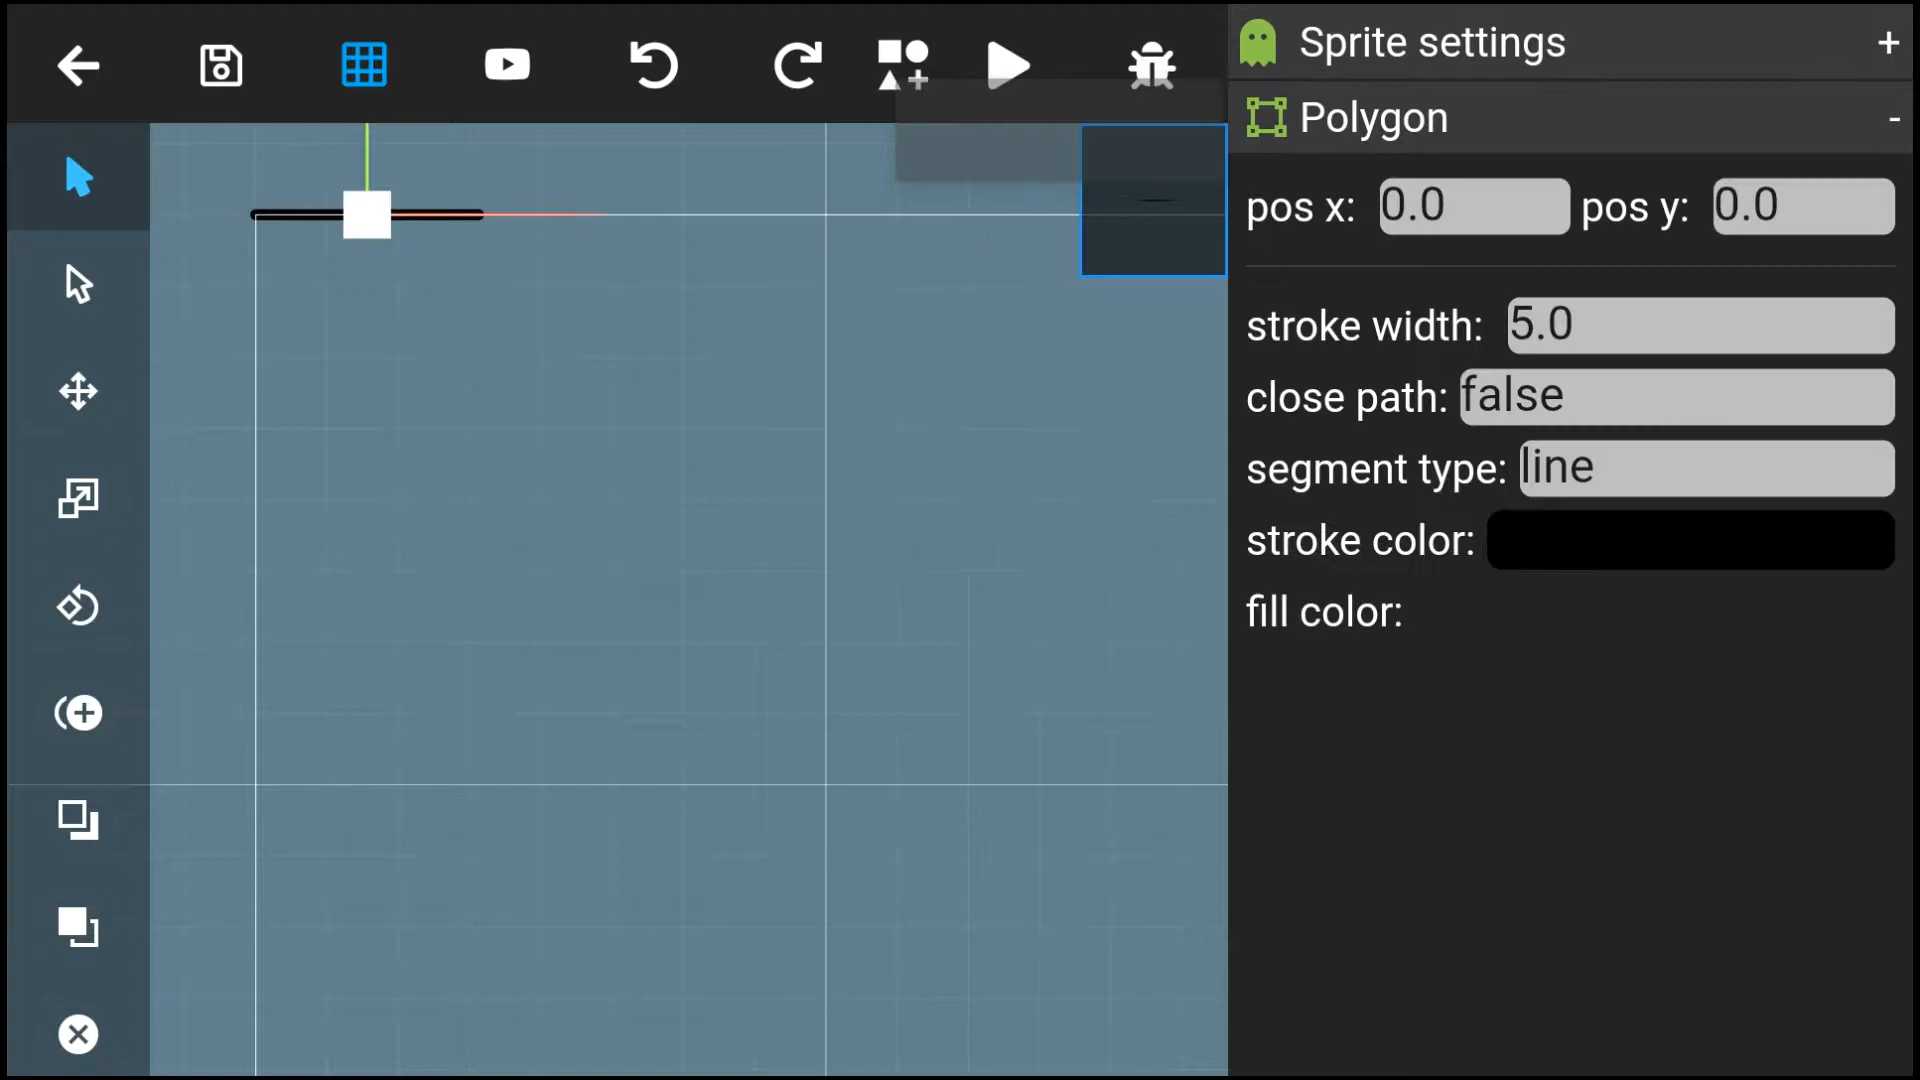 Sprite settings +
Polygon -
pos x: 0.0 pos y: 0.0
stroke width: 5.0
close path: false
segment type: line
stroke color:
fill color: